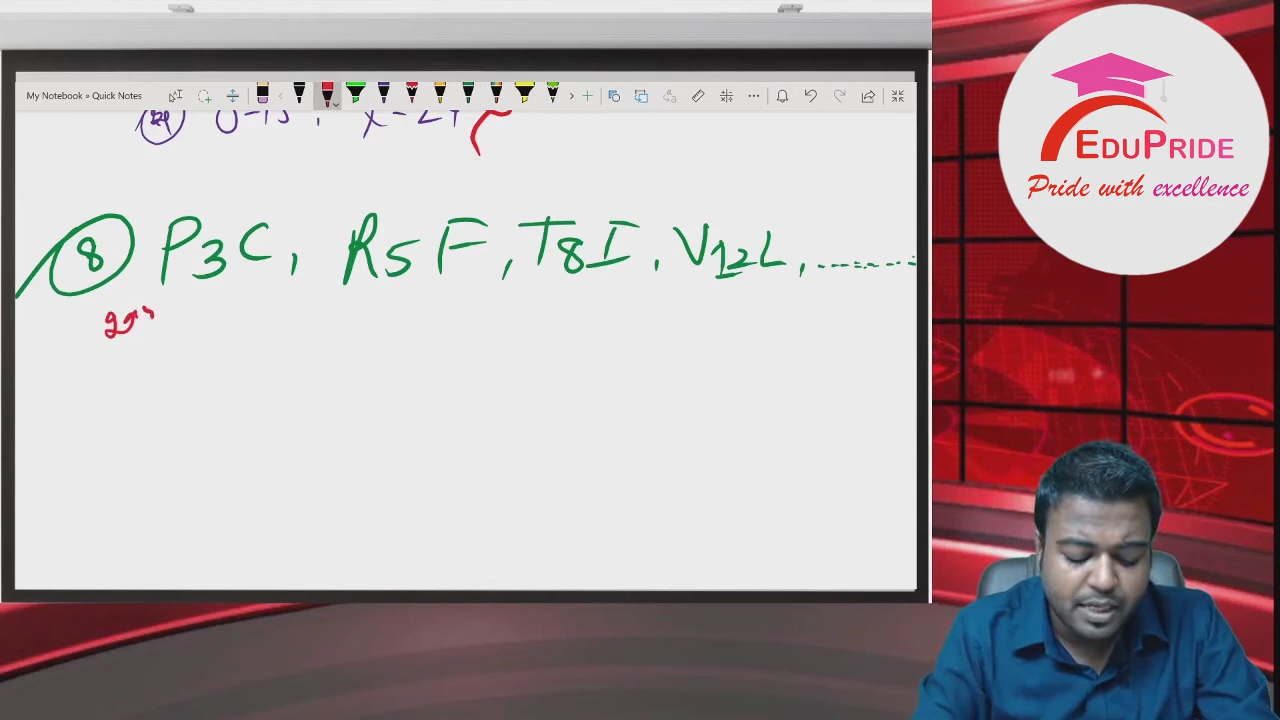 My Notebook » Quick Notes
EDUPRIDE
Pride with excellence
8 P3C, R5F, T8I, V12L, ............